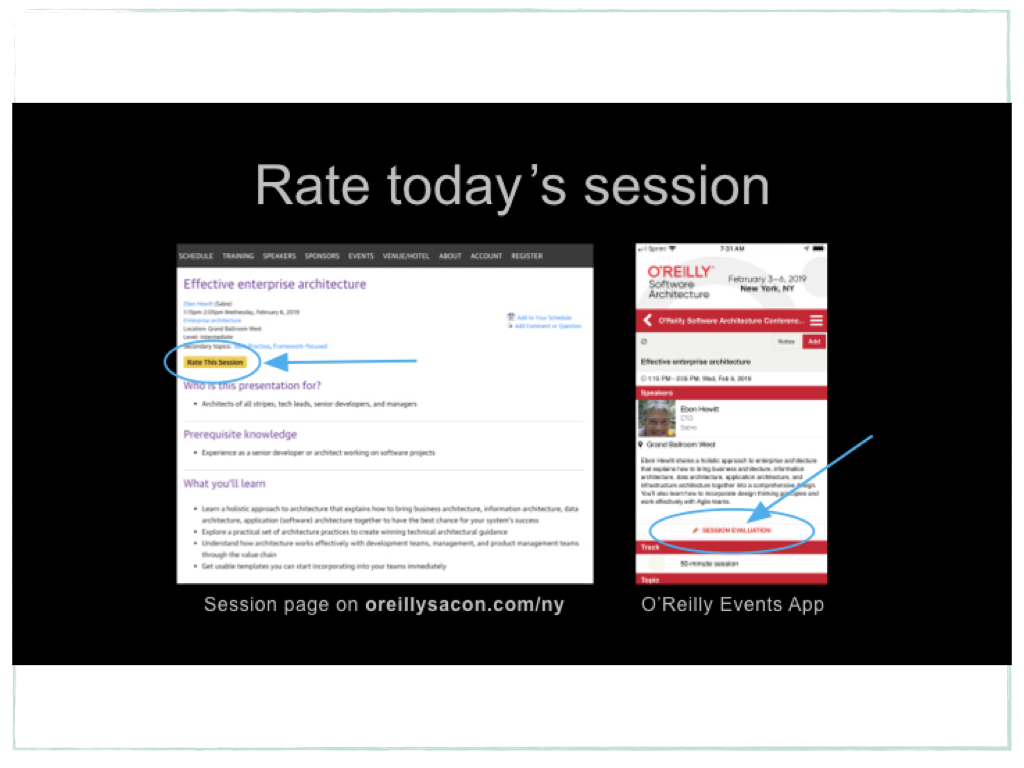 Rate today's session
SCHEDULE TRAINING SPEAKERS SPONSORS EVENTS VENUE/HOTEL ABOUT ACCOUNT REGISTER
Effective enterprise architecture
Eben Hewitt (Sabre)
1:15pm-2:05pm Wednesday, February 6, 2019
Enterprise architecture
Location: Grand Ballroom West
Level: Intermediate
Secondary topics: Best Practice, Framework-focused
Add to Your Schedule
Add Comment or Question
Rate This Session
Who is this presentation for?
• Architects of all stripes, tech leads, senior developers, and managers
Prerequisite knowledge
• Experience as a senior developer or architect working on software projects
What you'll learn
• Learn a holistic approach to architecture that explains how to bring business architecture, information architecture, data
architecture, application (software) architecture together to have the best chance for your system's success
• Explore a practical set of architecture practices to create winning technical architectural guidance
• Understand how architecture works effectively with development teams, management, and product management teams
through the value chain
• Get usable templates you can start incorporating into your teams immediately
Session page on oreillysacon.com/ny
Sprint 7:31 AM
O'REILLY®
Software
Architecture
February 3–6, 2019
New York, NY
O'Reilly Software Architecture Conferenc...
Notes Add
Effective enterprise architecture
1:15 PM - 2:05 PM, Wed, Feb 6, 2019
Speakers
Eben Hewitt
CTO
Sabre
Grand Ballroom West
Eben Hewitt shares a holistic approach to enterprise architecture
that explains how to bring business architecture, information
architecture, data architecture, application architecture, and
infrastructure architecture together into a comprehensive design.
You'll also learn how to incorporate design thinking principles and
work effectively with Agile teams.
SESSION EVALUATION
Track
50-minute session
Topic
O'Reilly Events App